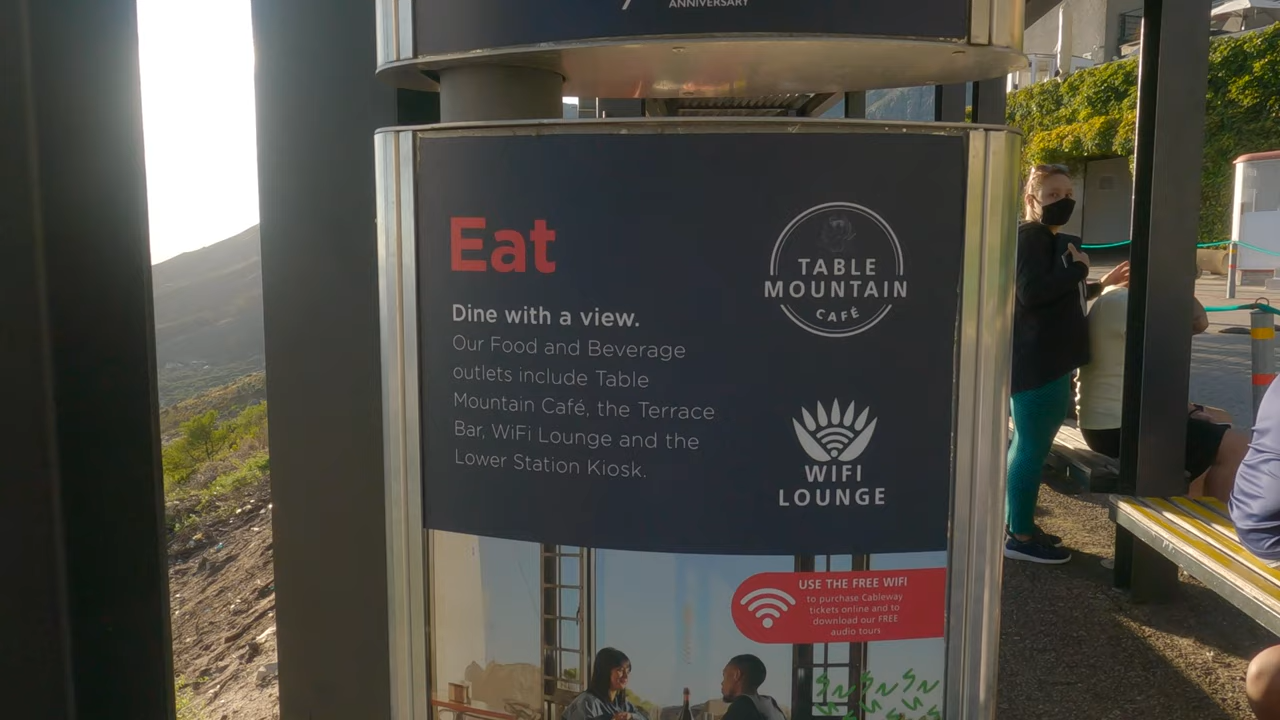 ANNIVERSARY
Eat
Dine with a view.
Our Food and Beverage
outlets include Table
Mountain Café, the Terrace
Bar, WiFi Lounge and the
Lower Station Kiosk.
TABLE
MOUNTAIN
CAFÉ
WIFI
LOUNGE
USE THE FREE WIFI
to purchase Cableway
tickets online and to
download our FREE
audio tours